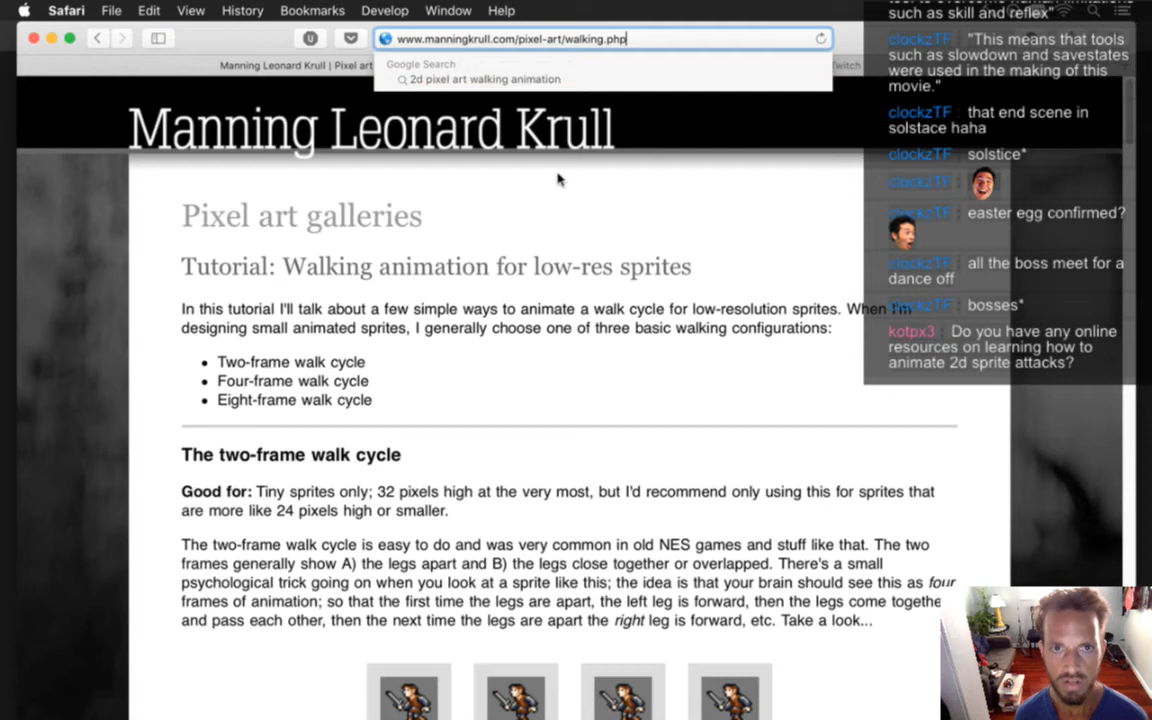 Safari File Edit View History Bookmarks Develop Window Help
www.manningkrull.com/pixel-art/walking.php
Google Search
2d pixel art walking animation
Manning Leonard Krull | Pixel art
Twitch
Manning Leonard Krull
Pixel art galleries
Tutorial: Walking animation for low-res sprites
In this tutorial I'll talk about a few simple ways to animate a walk cycle for low-resolution sprites. When I'm
designing small animated sprites, I generally choose one of three basic walking configurations:
• Two-frame walk cycle
• Four-frame walk cycle
• Eight-frame walk cycle
The two-frame walk cycle
Good for: Tiny sprites only; 32 pixels high at the very most, but I'd recommend only using this for sprites that
are more like 24 pixels high or smaller.
The two-frame walk cycle is easy to do and was very common in old NES games and stuff like that. The two
frames generally show A) the legs apart and B) the legs close together or overlapped. There's a small
psychological trick going on when you look at a sprite like this; the idea is that your brain should see this as four
frames of animation; so that the first time the legs are apart, the left leg is forward, then the legs come togethe
and pass each other, then the next time the legs are apart the right leg is forward, etc. Take a look...
such as skill and reflex"
clockzTF : "This means that tools
such as slowdown and savestates
were used in the making of this
movie."
clockzTF : that end scene in
solstace haha
clockzTF : solstice*
clockzTF :
clockzTF : easter egg confirmed?
clockzTF : all the boss meet for a
dance off
clockzTF : bosses*
kotpx3 : Do you have any online
resources on learning how to
animate 2d sprite attacks?